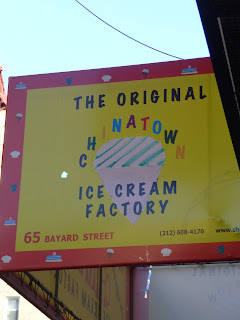 THE ORIGINAL
CHINATOWN
ICE CREAM
FACTORY
65 BAYARD STREET
(212) 608-4170